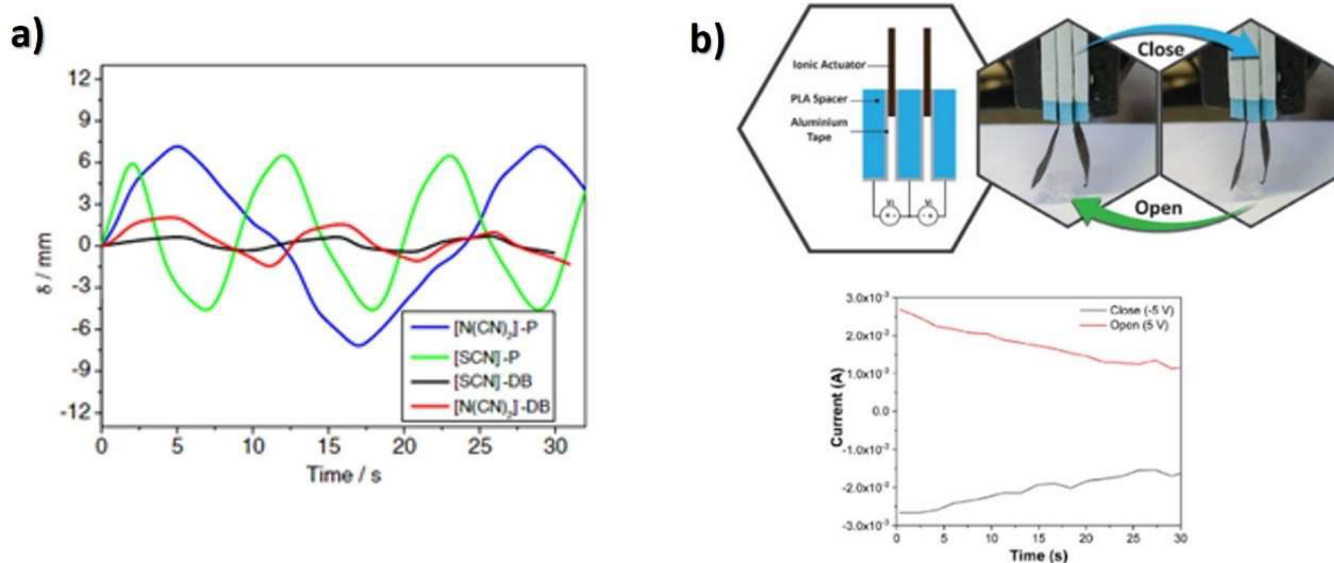 a)
12
9
6
3
0
-3
-6
-9
-12
δ / mm
[N(CN)₂]-P
[SCN]-P
[SCN]-DB
[N(CN)₂]-DB
0 5 10 15 20 25 30
Time / s
b)
Ionic Actuator
PLA Spacer
Aluminium
Tape
Close
Open
3.0x10⁻³
2.0x10⁻³
1.0x10⁻³
0.0
-1.0x10⁻³
-2.0x10⁻³
-3.0x10⁻³
Current (A)
Close (-5 V)
Open (5 V)
0 5 10 15 20 25 30
Time (s)